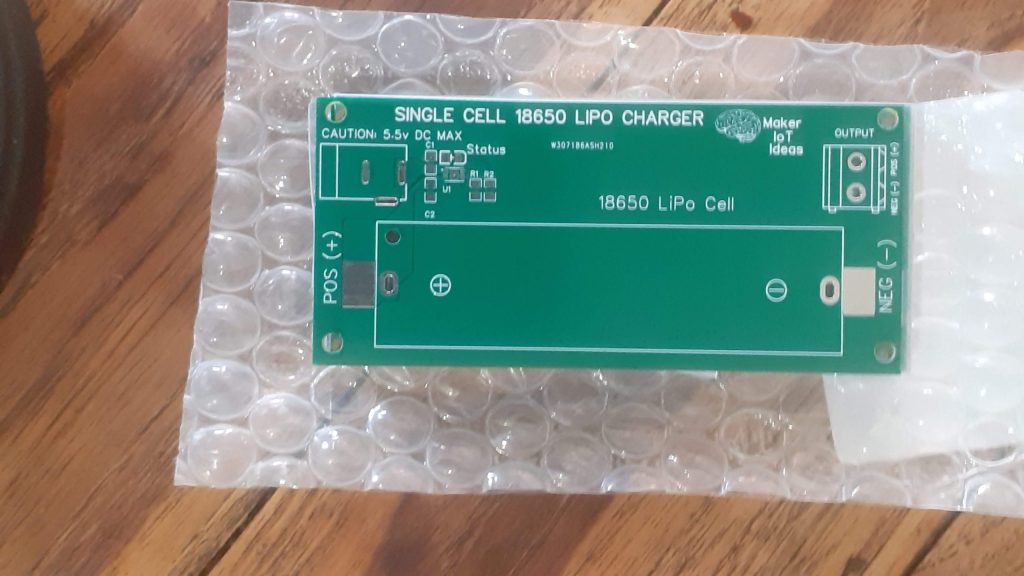 SINGLE CELL 18650 LIPO CHARGER
Maker
IoT
Ideas
CAUTION: 5.5v DC MAX
OUTPUT
C1
Status
W307186ASH210
U1
R1 R2
C2
NEG (-) POS (+)
18650 LiPo Cell
POS (+)
+
-
NEG (-)